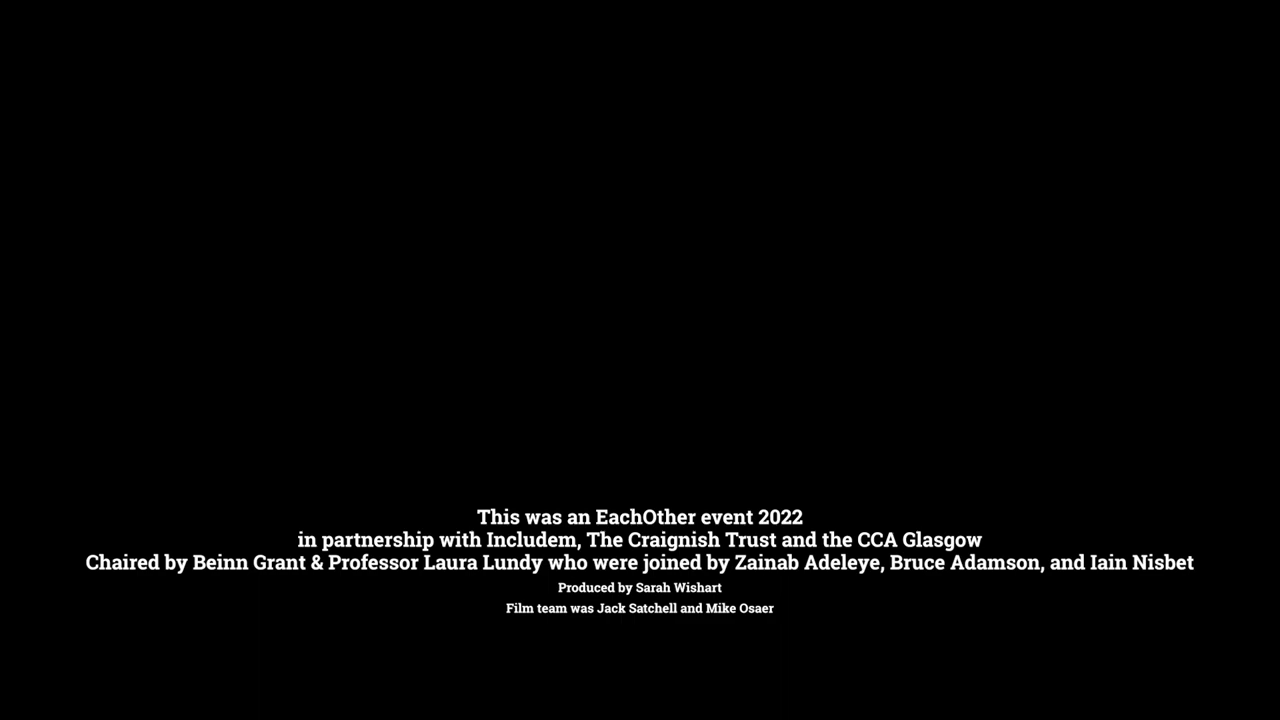 This was an EachOther event 2022
in partnership with Includem, The Craignish Trust and the CCA Glasgow
Chaired by Beinn Grant & Professor Laura Lundy who were joined by Zainab Adeleye, Bruce Adamson, and Iain Nisbet
Produced by Sarah Wishart
Film team was Jack Satchell and Mike Osaer